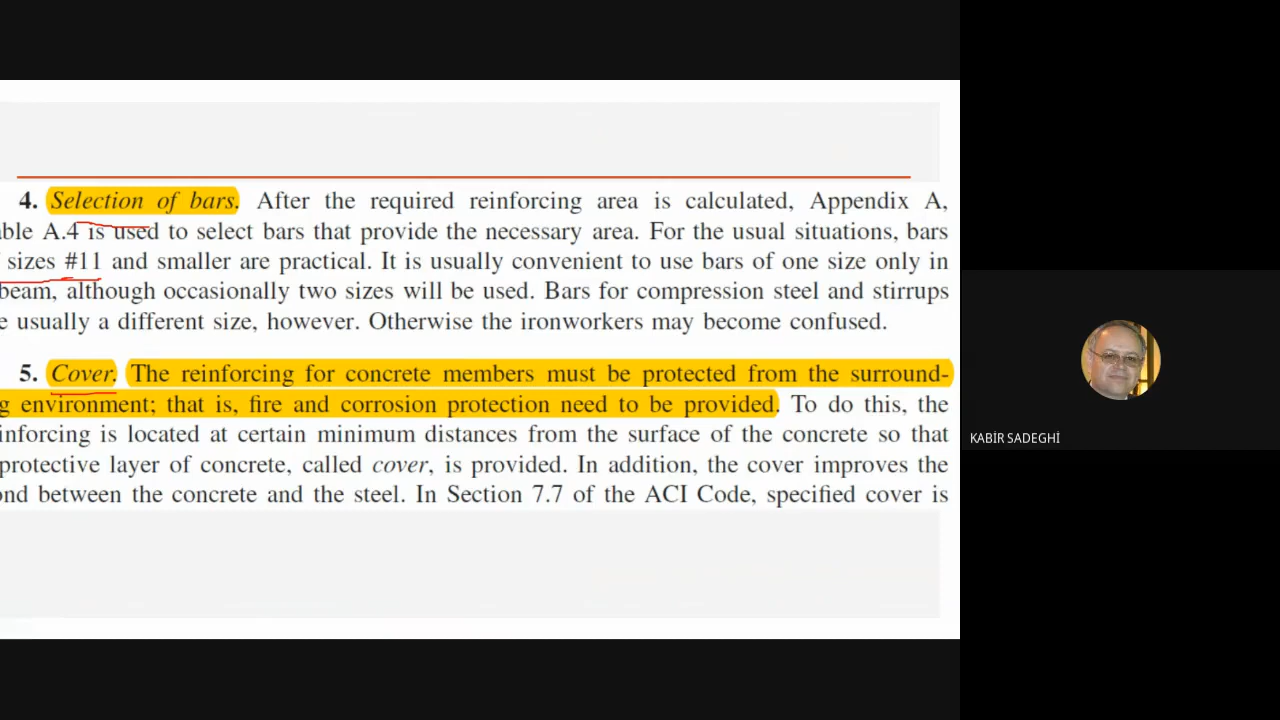 4. Selection of bars. After the required reinforcing area is calculated, Appendix A,
ble A.4 is used to select bars that provide the necessary area. For the usual situations, bars
sizes #11 and smaller are practical. It is usually convenient to use bars of one size only in
beam, although occasionally two sizes will be used. Bars for compression steel and stirrups
e usually a different size, however. Otherwise the ironworkers may become confused.
5. Cover. The reinforcing for concrete members must be protected from the surround-
g environment; that is, fire and corrosion protection need to be provided. To do this, the
inforcing is located at certain minimum distances from the surface of the concrete so that
protective layer of concrete, called cover, is provided. In addition, the cover improves the
ond between the concrete and the steel. In Section 7.7 of the ACI Code, specified cover is
KABİR SADEGHİ